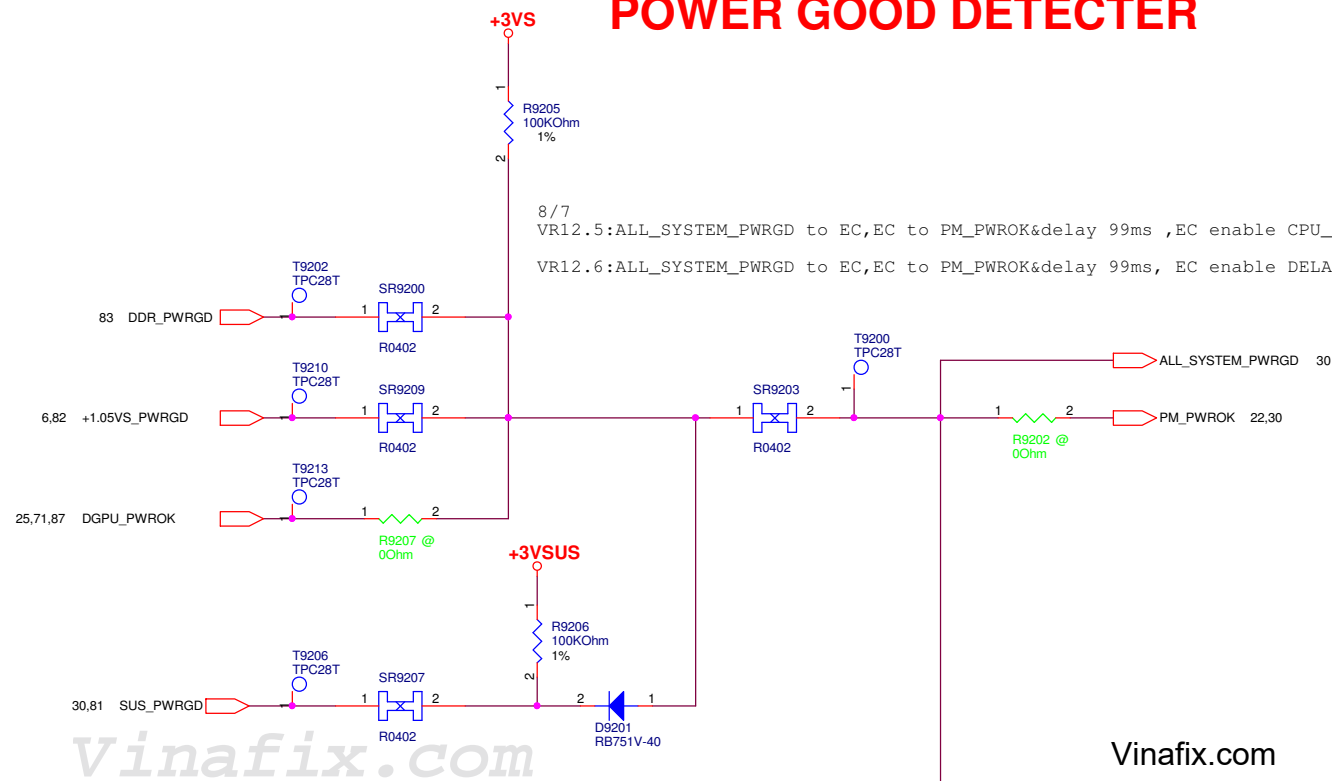 POWER GOOD DETECTER
+3VS
1
R9205
100KOhm
1%
2
8/7
VR12.5:ALL_SYSTEM_PWRGD to EC,EC to PM_PWROK&delay 99ms ,EC enable CPU_
VR12.6:ALL_SYSTEM_PWRGD to EC,EC to PM_PWROK&delay 99ms, EC enable DELA
T9202
TPC28T
SR9200
83 DDR_PWRGD
1
1
2
R0402
T9200
TPC28T
ALL_SYSTEM_PWRGD 30
T9210
TPC28T
SR9209
SR9203
1
6,82 +1.05VS_PWRGD
1
1
2
1
2
1
2
PM_PWROK 22,30
R0402
R0402
R9202 @
0Ohm
T9213
TPC28T
25,71,87 DGPU_PWROK
1
1
2
R9207 @
0Ohm
+3VSUS
1
R9206
100KOhm
1%
2
T9206
TPC28T
SR9207
30,81 SUS_PWRGD
1
1
2
2
1
R0402
D9201
RB751V-40
Vinafix.com
Vinafix.com